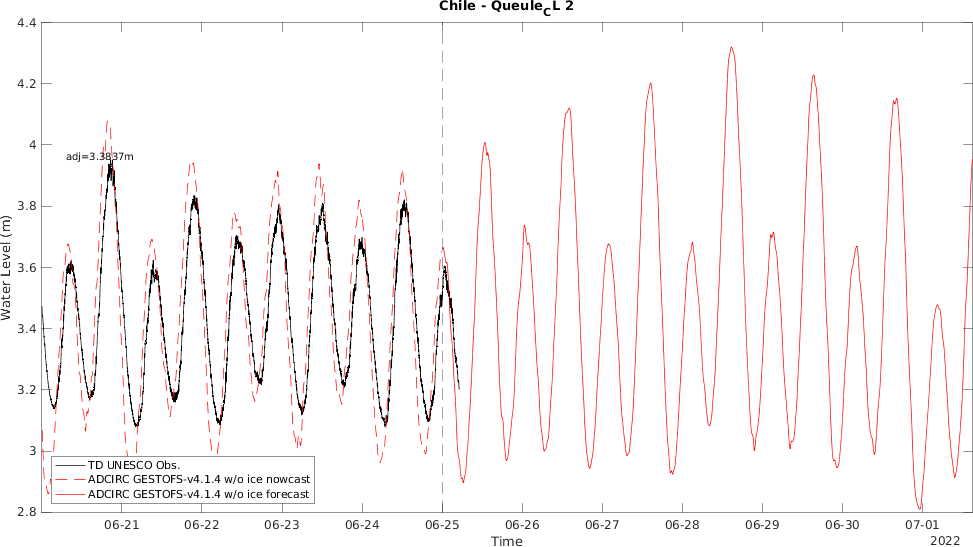 Chile - Queule_C L 2
Water Level (m)
4.4
4.2
4
3.8
3.6
3.4
3.2
3
2.8
adj=3.3837m
TD UNESCO Obs.
ADCIRC GESTOFS-v4.1.4 w/o ice nowcast
ADCIRC GESTOFS-v4.1.4 w/o ice forecast
06-21 06-22 06-23 06-24 06-25 06-26 06-27 06-28 06-29 06-30 07-01
Time
2022